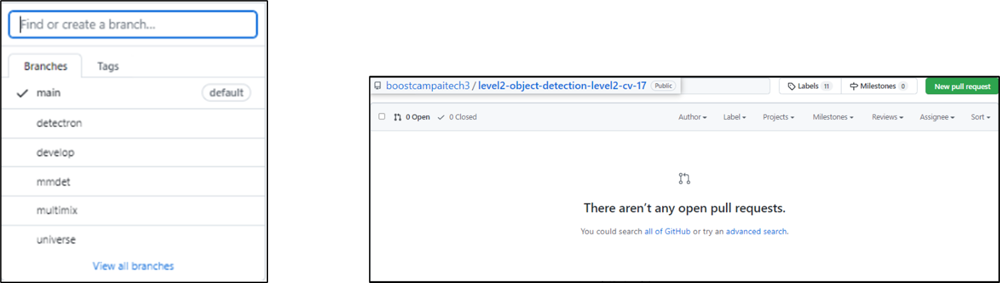 Find or create a branch...
Branches Tags
main default
detectron
develop
mmdet
multimix
universe
View all branches
boostcampaitech3 / level2-object-detection-level2-cv-17 Public
Labels 11 Milestones 0 New pull request
0 Open 0 Closed Author Label Projects Milestones Reviews Assignee Sort
There aren't any open pull requests.
You could search all of GitHub or try an advanced search.